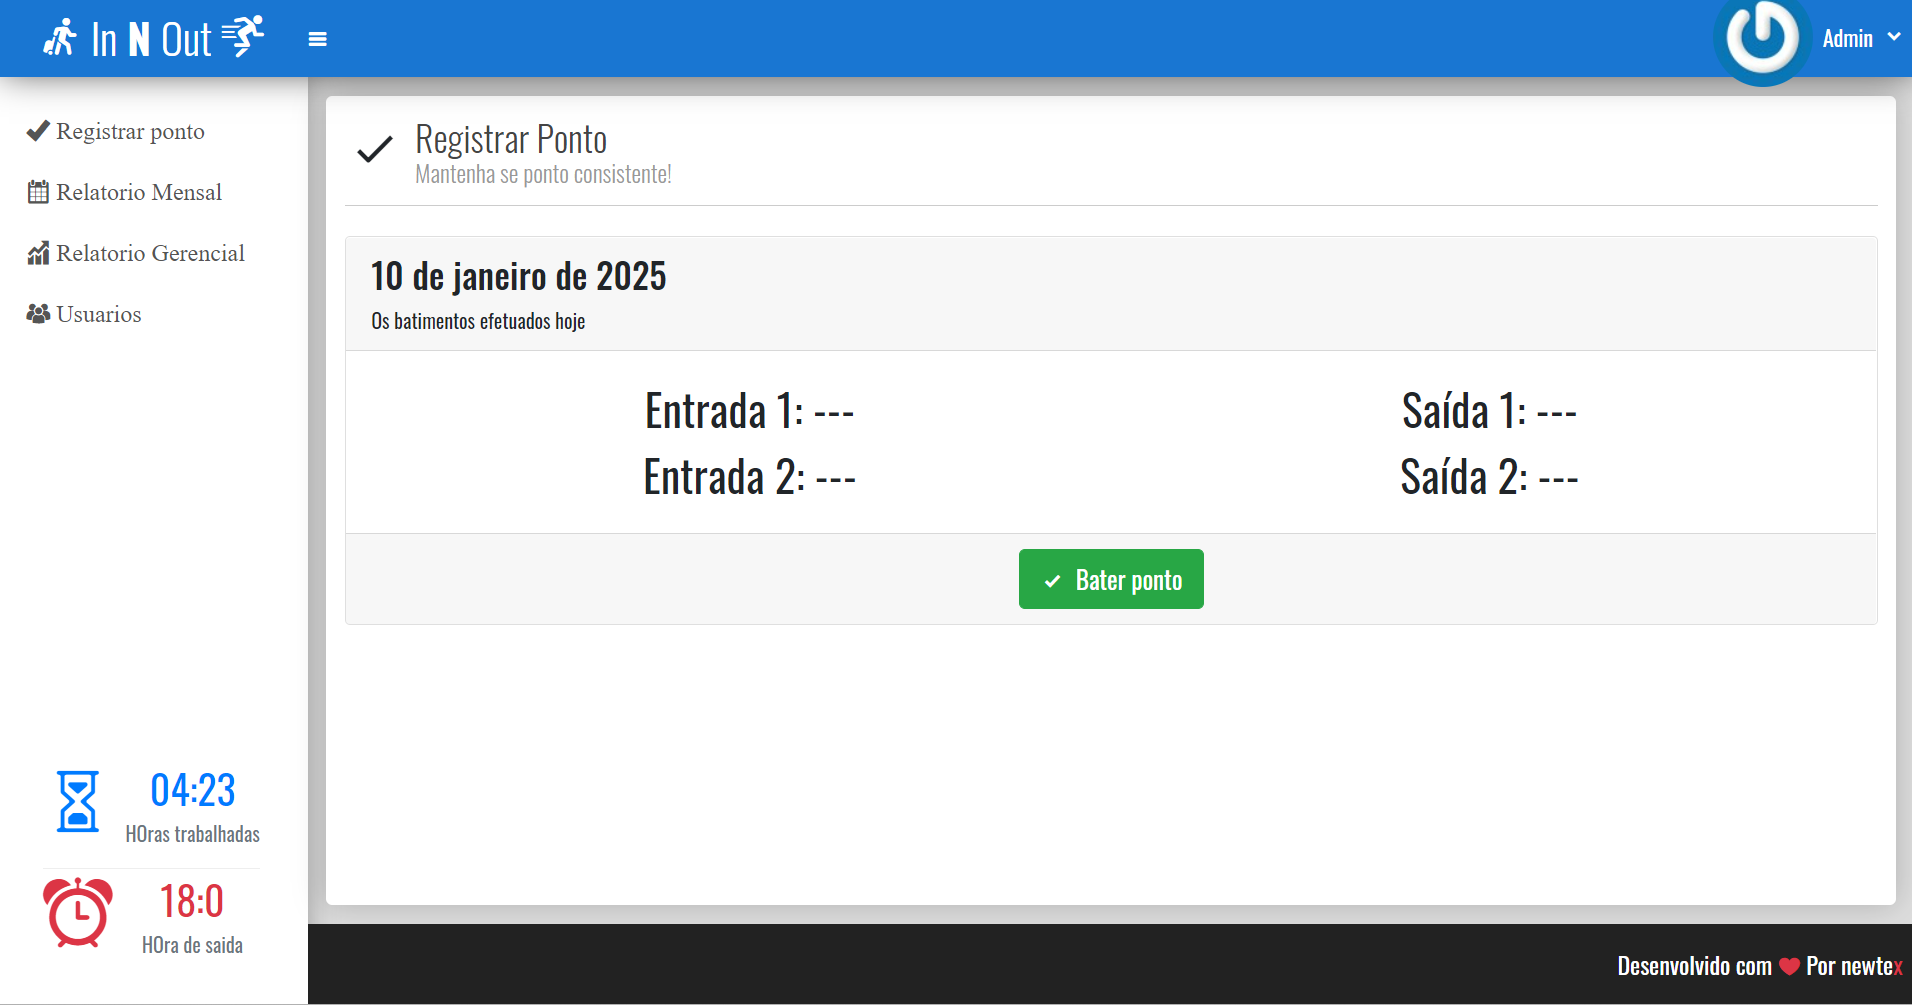 In N Out
Admin
Registrar ponto
Relatorio Mensal
Relatorio Gerencial
Usuarios
04:23
HOras trabalhadas
18:0
HOra de saida
Registrar Ponto
Mantenha se ponto consistente!
10 de janeiro de 2025
Os batimentos efetuados hoje
Entrada 1: --- Saída 1: ---
Entrada 2: --- Saída 2: ---
Bater ponto
Desenvolvido com Por newtex